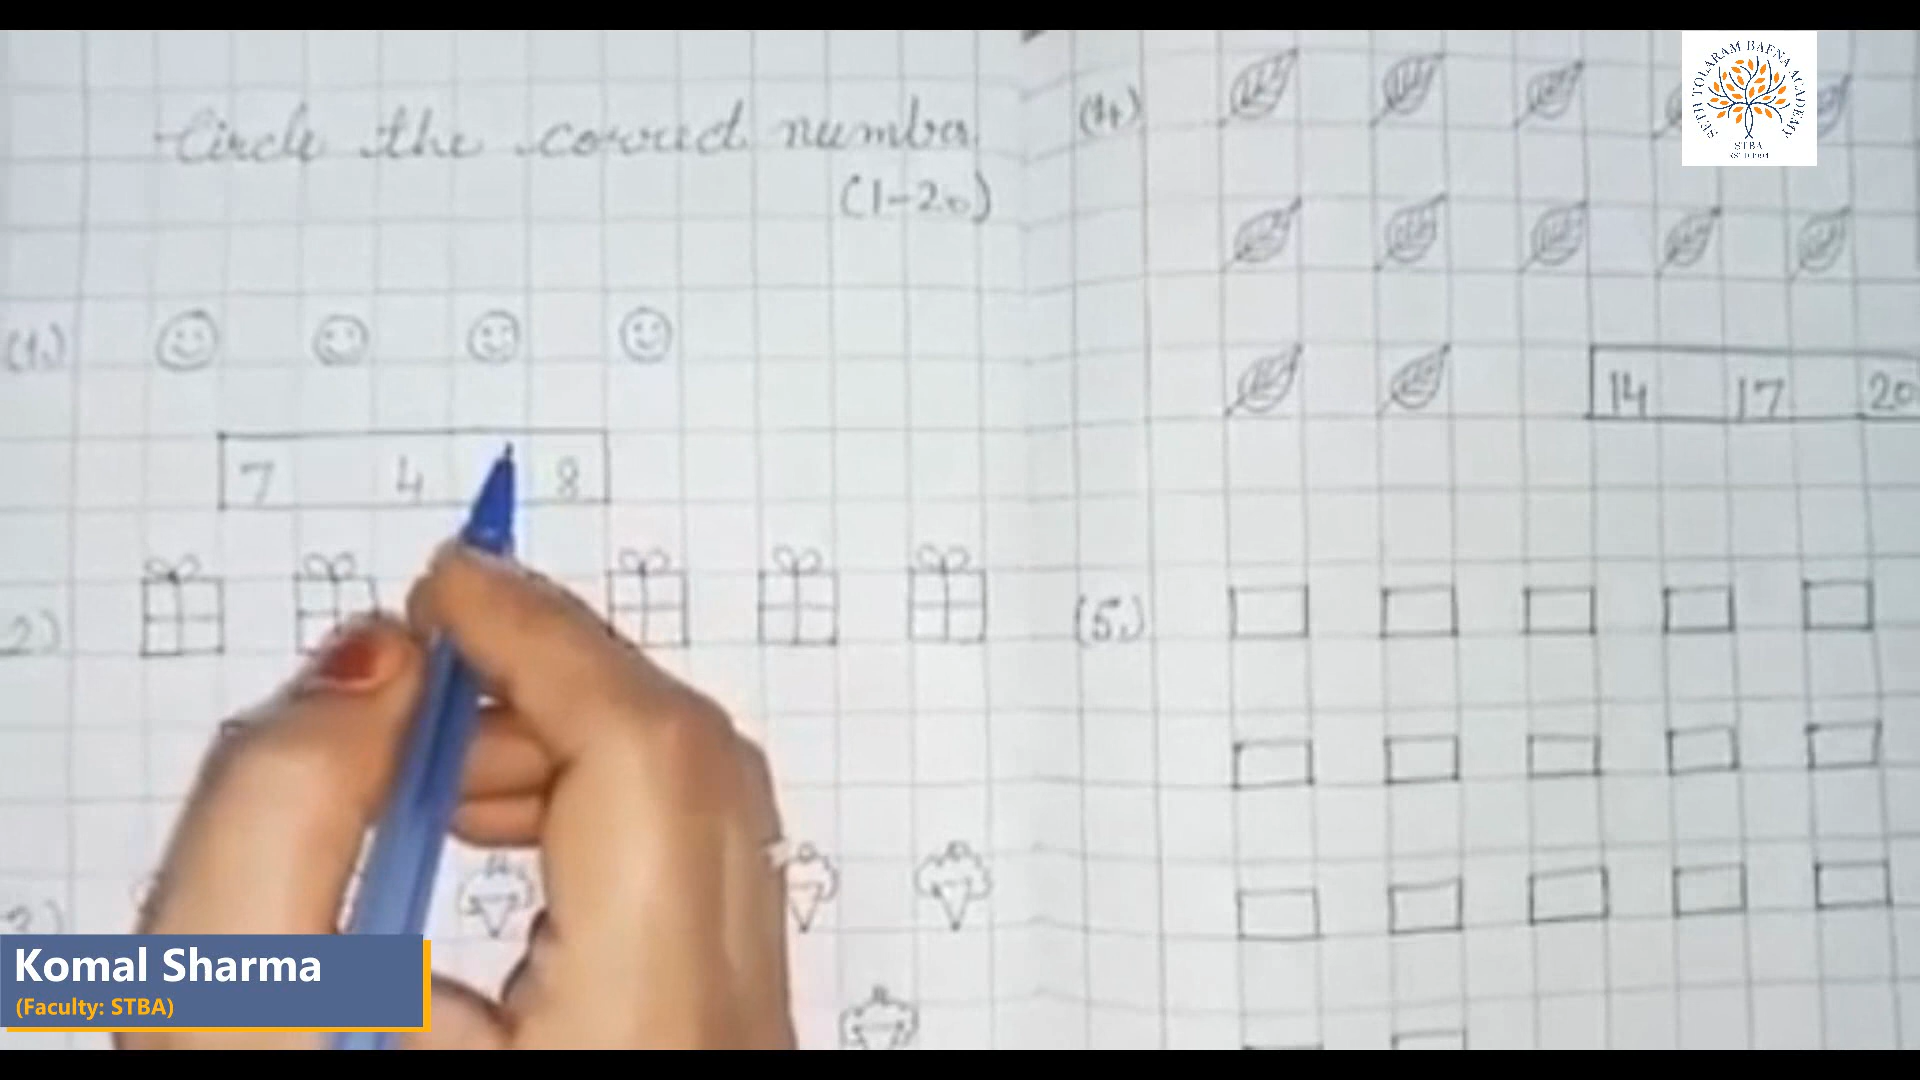 Circle the correct number
(1-20)
(1.)
7 4 8
2)
(4.)
14 17 20
(5.)
SETH TOLARAM BAFNA ACADEMY
STBA
Komal Sharma
(Faculty: STBA)